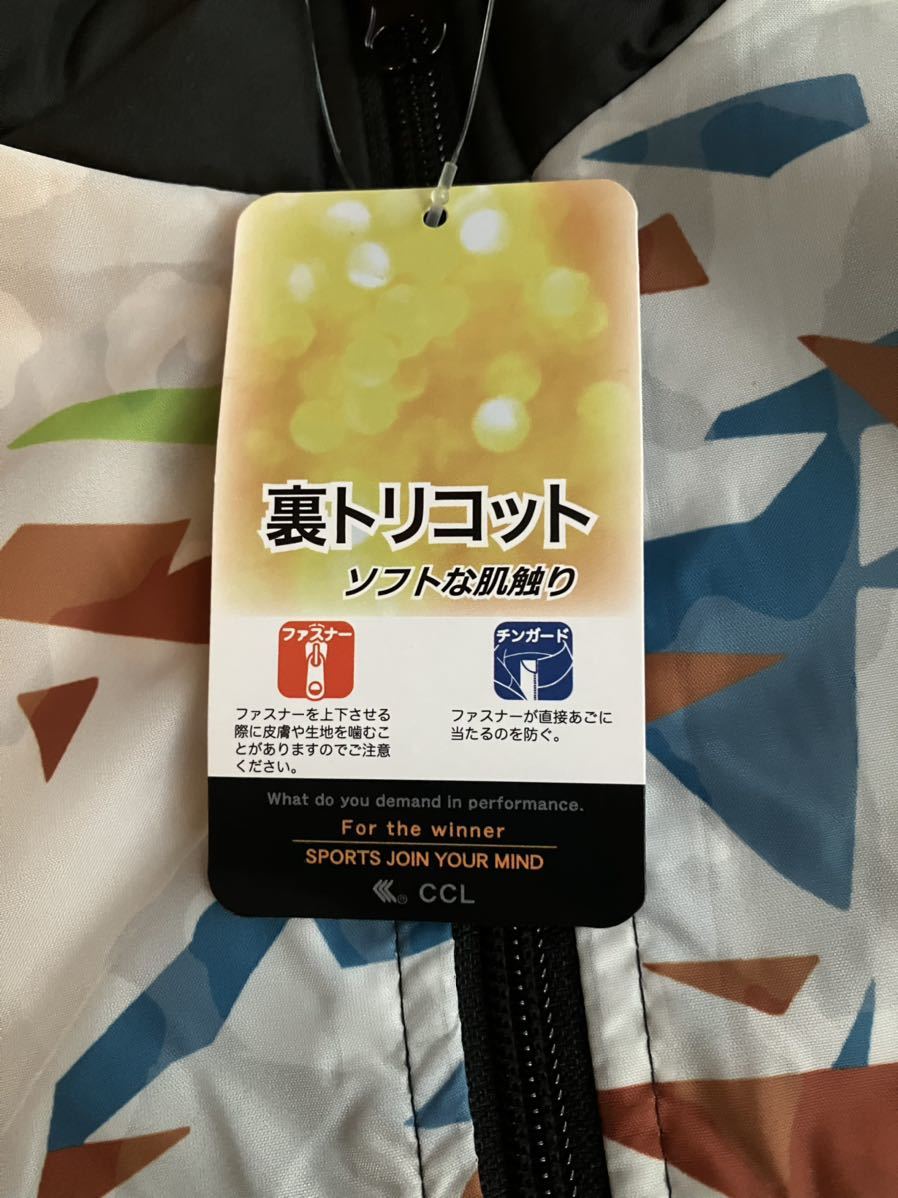 裏トリコット
ソフトな肌触り
ファスナー
ファスナーを上下させる
際に皮膚や生地を噛むこ
とがありますのでご注意
ください。
チンガード
ファスナーが直接あごに
当たるのを防ぐ。
What do you demand in performance.
For the winner
SPORTS JOIN YOUR MIND
® CCL